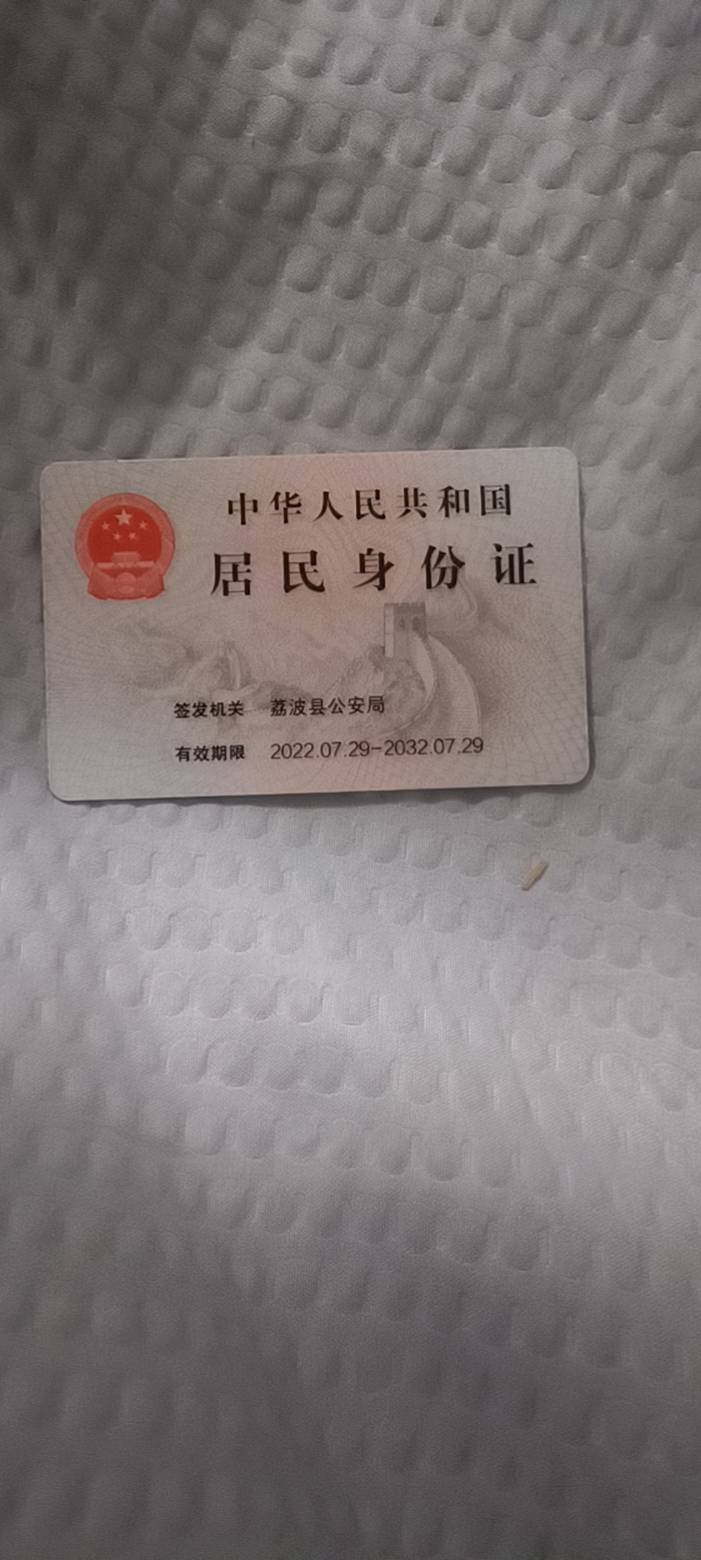 中华人民共和国
居民身份证
签发机关 荔波县公安局
有效期限 2022.07.29-2032.07.29